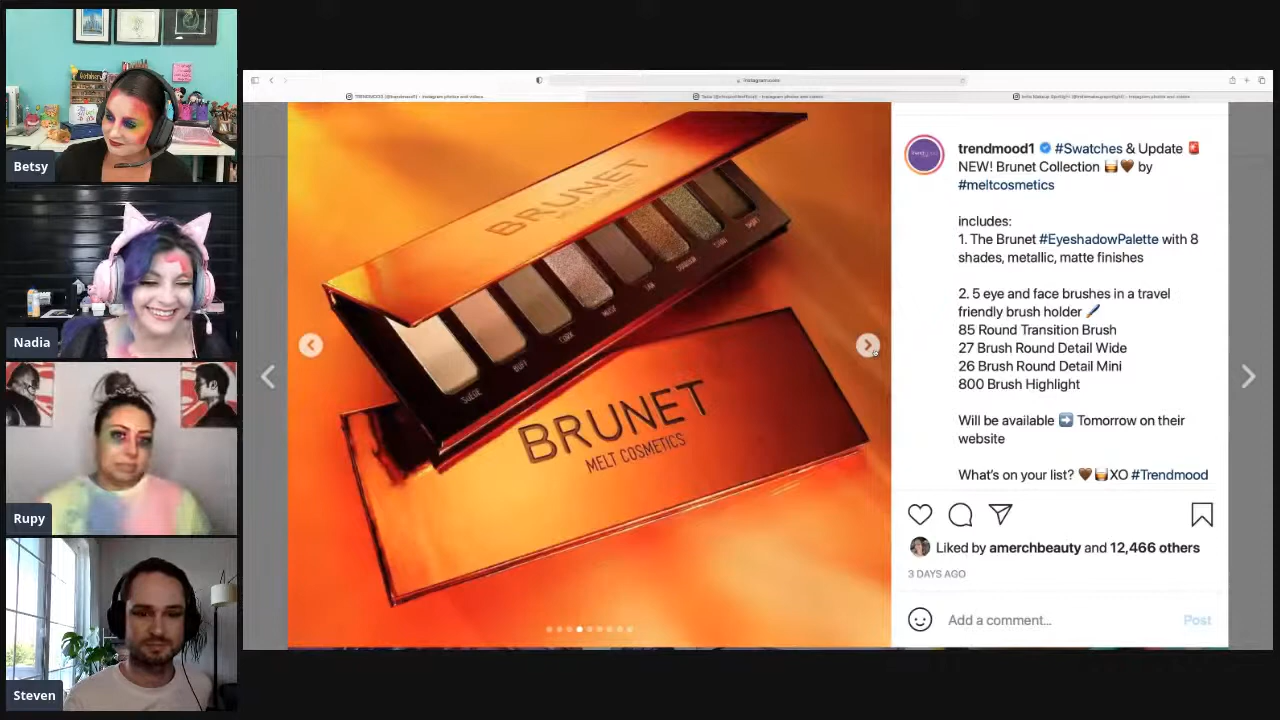 Betsy
Nadia
Rupy
Steven
BRUNET
SUEDE
BUFF
CORK
MUSE
BRUNET
MELT COSMETICS
trendmood1 #Swatches & Update
NEW! Brunet Collection by
#meltcosmetics
includes:
1. The Brunet #EyeshadowPalette with 8
shades, metallic, matte finishes
2. 5 eye and face brushes in a travel
friendly brush holder
85 Round Transition Brush
27 Brush Round Detail Wide
26 Brush Round Detail Mini
800 Brush Highlight
Will be available ➡️ Tomorrow on their
website
What's on your list? XO #Trendmood
Liked by amerchbeauty and 12,466 others
3 DAYS AGO
Add a comment...
Post